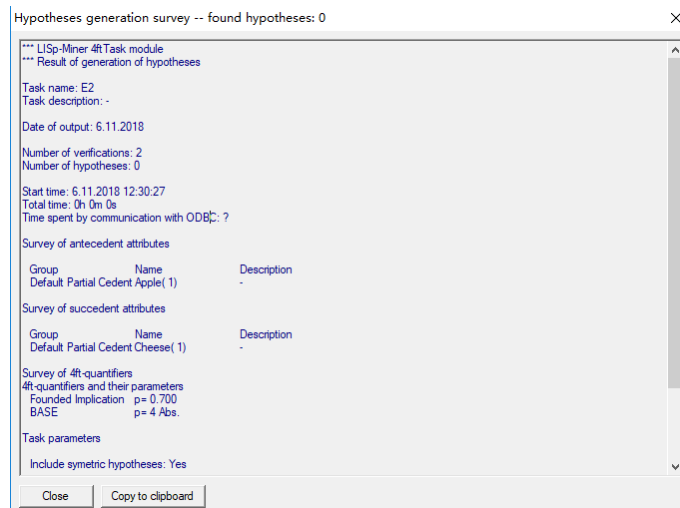 Hypotheses generation survey -- found hypotheses: 0
*** LISp-Miner 4ftTask module
*** Result of generation of hypotheses
Task name: E2
Task description: -
Date of output: 6.11.2018
Number of verifications: 2
Number of hypotheses: 0
Start time: 6.11.2018 12:30:27
Total time: 0h 0m 0s
Time spent by communication with ODBC: ?
Survey of antecedent attributes
Group Name Description
Default Partial Cedent Apple( 1) -
Survey of succedent attributes
Group Name Description
Default Partial Cedent Cheese( 1) -
Survey of 4ft-quantifiers
4ft-quantifiers and their parameters
Founded Implication p= 0.700
BASE p= 4 Abs.
Task parameters
Include symetric hypotheses: Yes
Close Copy to clipboard